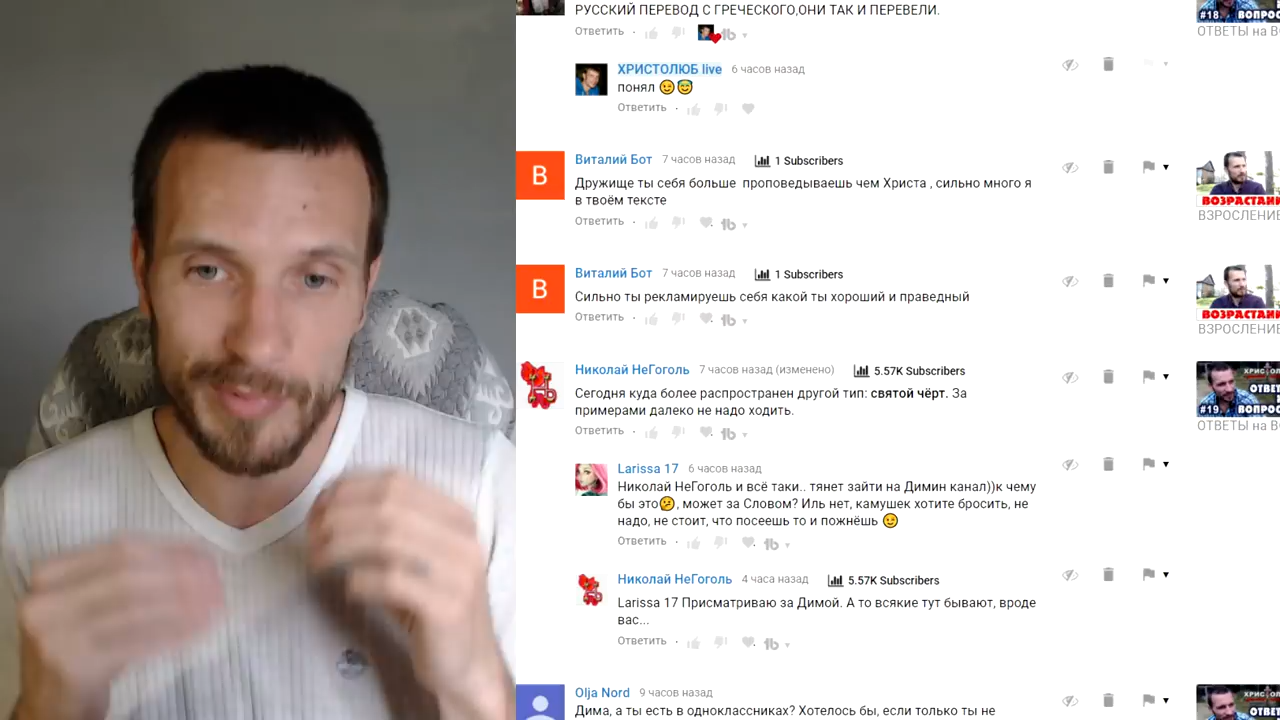 РУССКИЙ ПЕРЕВОД С ГРЕЧЕСКОГО,ОНИ ТАК И ПЕРЕВЕЛИ.
#18
ВОПРОС
ОТВЕТЫ на ВО
Ответить
ХРИСТОЛЮБ live 6 часов назад
понял
Ответить
В
Виталий Бот 7 часов назад 1 Subscribers
Дружище ты себя больше проповедываешь чем Христа , сильно много я
в твоём тексте
Ответить
ВОЗРАСТАНИ
ВЗРОСЛЕНИЕ
В
Виталий Бот 7 часов назад 1 Subscribers
Сильно ты рекламируешь себя какой ты хороший и праведный
Ответить
ВОЗРАСТАНИ
ВЗРОСЛЕНИЕ
Николай НеГоголь 7 часов назад (изменено) 5.57K Subscribers
Сегодня куда более распространен другой тип: святой чёрт. За
примерами далеко не надо ходить.
Ответить
ОТВЕ
#19
ВОПРОС
ОТВЕТЫ на ВО
Larissa 17 6 часов назад
Николай НеГоголь и всё таки.. тянет зайти на Димин канал))к чему
бы это, может за Словом? Иль нет, камушек хотите бросить, не
надо, не стоит, что посеешь то и пожнёшь
Ответить
Николай НеГоголь 4 часа назад 5.57K Subscribers
Larissa 17 Присматриваю за Димой. А то всякие тут бывают, вроде
вас...
Ответить
Olja Nord 9 часов назад
Дима, а ты есть в одноклассниках? Хотелось бы, если только ты не